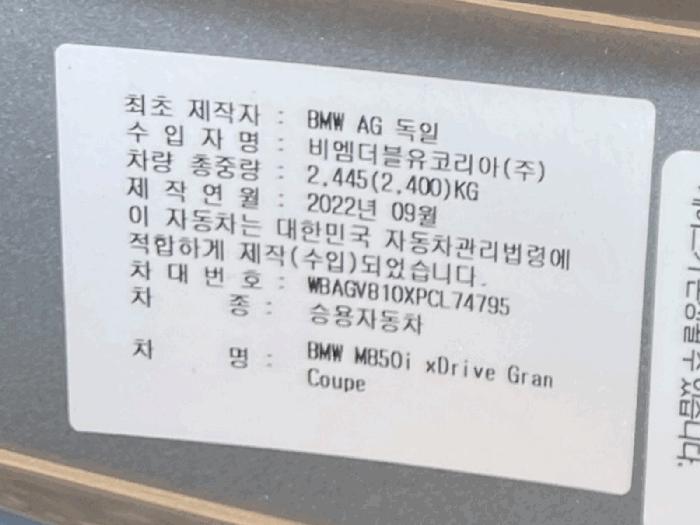 최초 제작자 : BMW AG 독일
수 입 자 명 : 비엠더블유코리아(주)
차량 총중량 : 2,445(2,400)KG
제 작 연 월 : 2022년 09월
이 자동차는 대한민국 자동차관리법령에
적합하게 제작(수입)되었습니다.
차 대 번 호 : WBAGV810XPCL74795
차 종 : 승용자동차
차 명 : BMW M850i xDrive Gran
Coupe